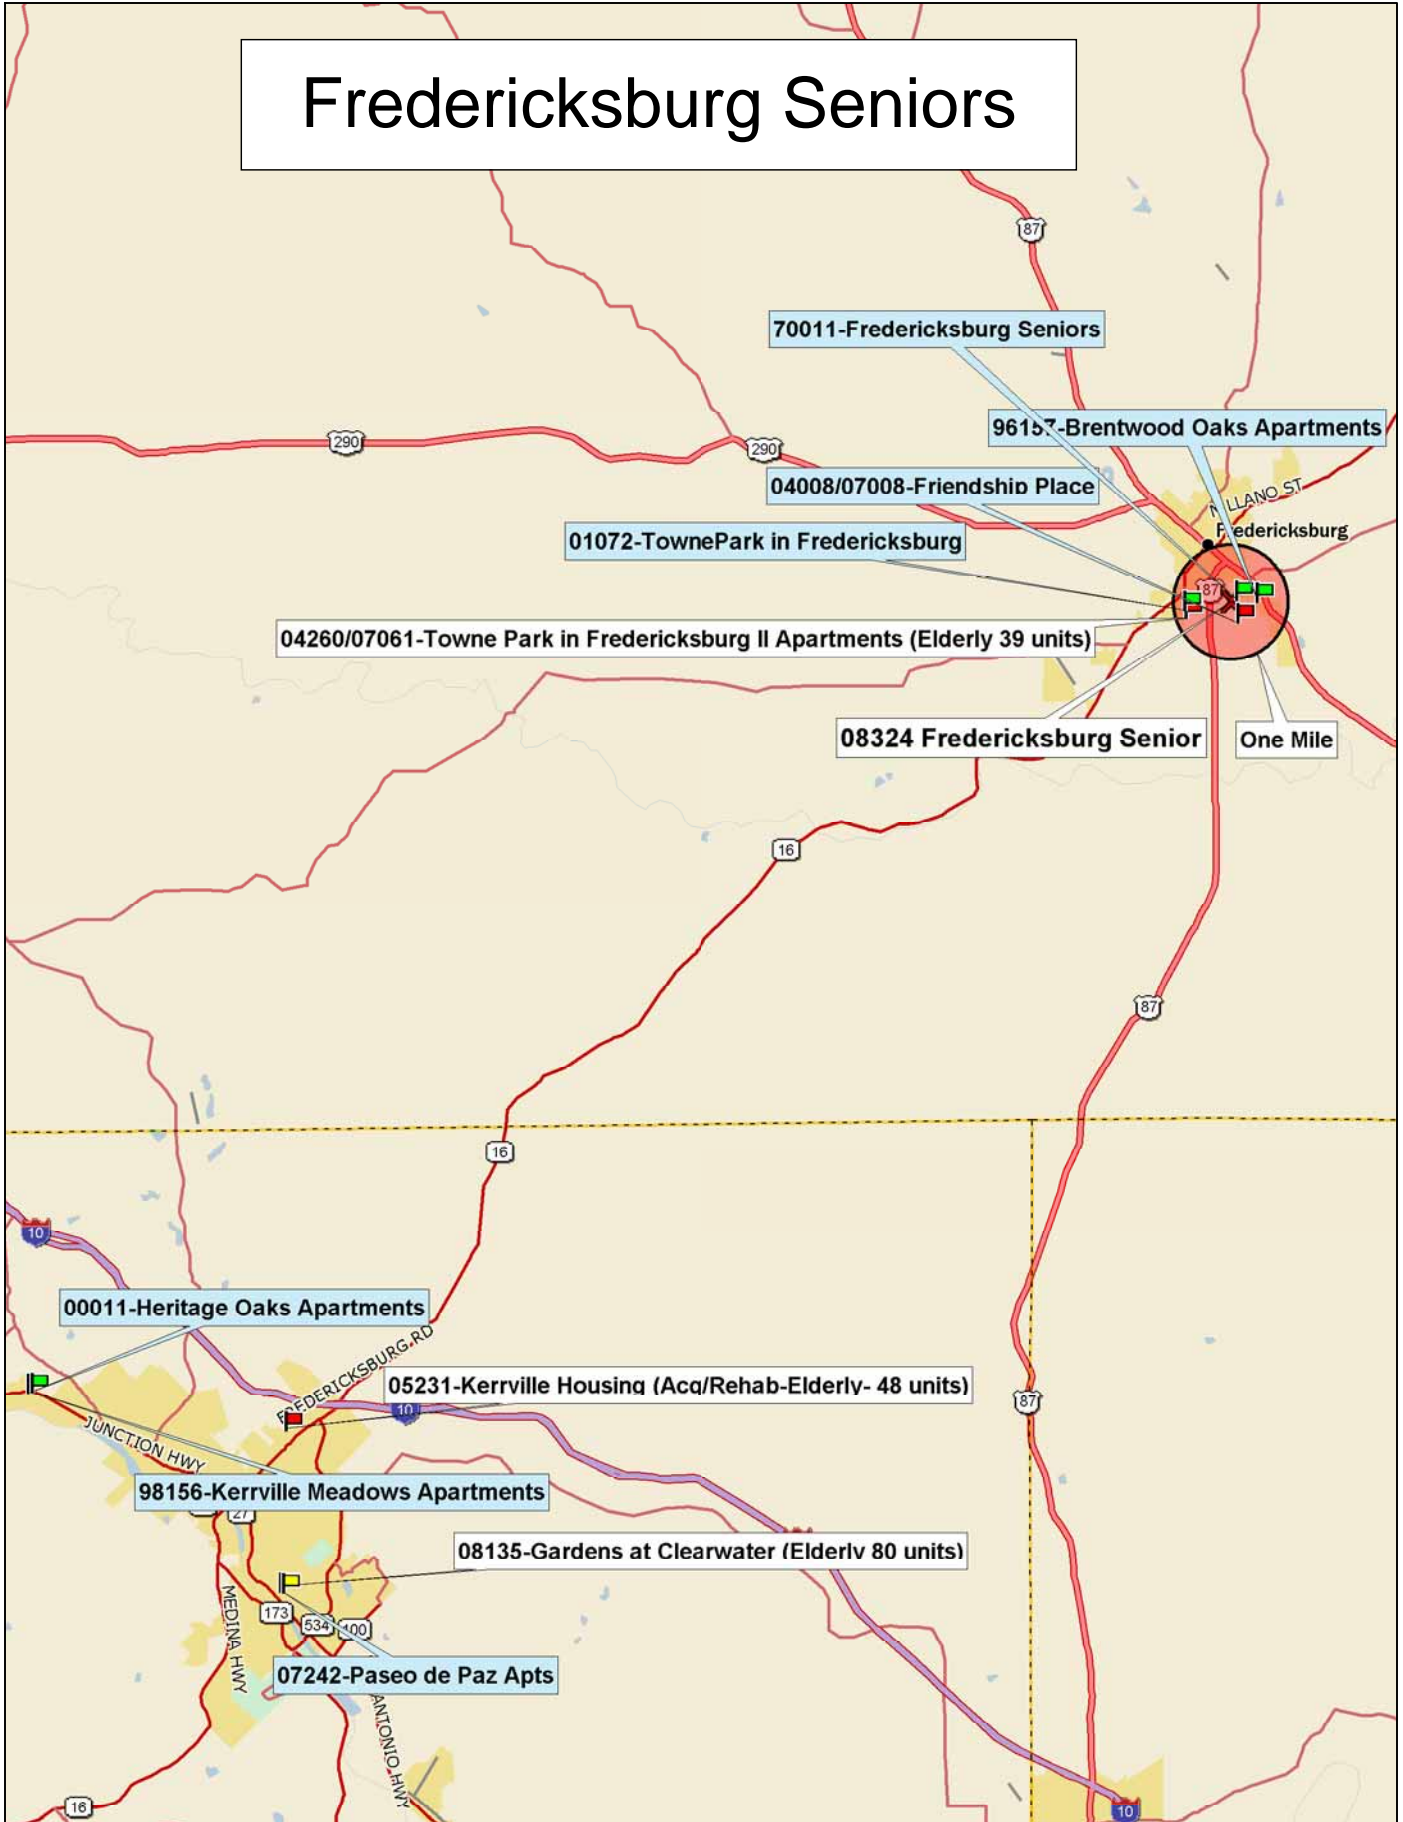 Fredericksburg Seniors
87
70011-Fredericksburg Seniors
96157-Brentwood Oaks Apartments
290
290
04008/07008-Friendship Place
N LLANO ST
Fredericksburg
01072-TownePark in Fredericksburg
87
04260/07061-Towne Park in Fredericksburg II Apartments (Elderly 39 units)
08324 Fredericksburg Senior
One Mile
16
87
16
10
00011-Heritage Oaks Apartments
FREDERICKSBURG RD
05231-Kerrville Housing (Acq/Rehab-Elderly- 48 units)
10
87
JUNCTION HWY
98156-Kerrville Meadows Apartments
27
08135-Gardens at Clearwater (Elderly 80 units)
MEDINA HWY
173
534
100
07242-Paseo de Paz Apts
ANTONIO HWY
16
10